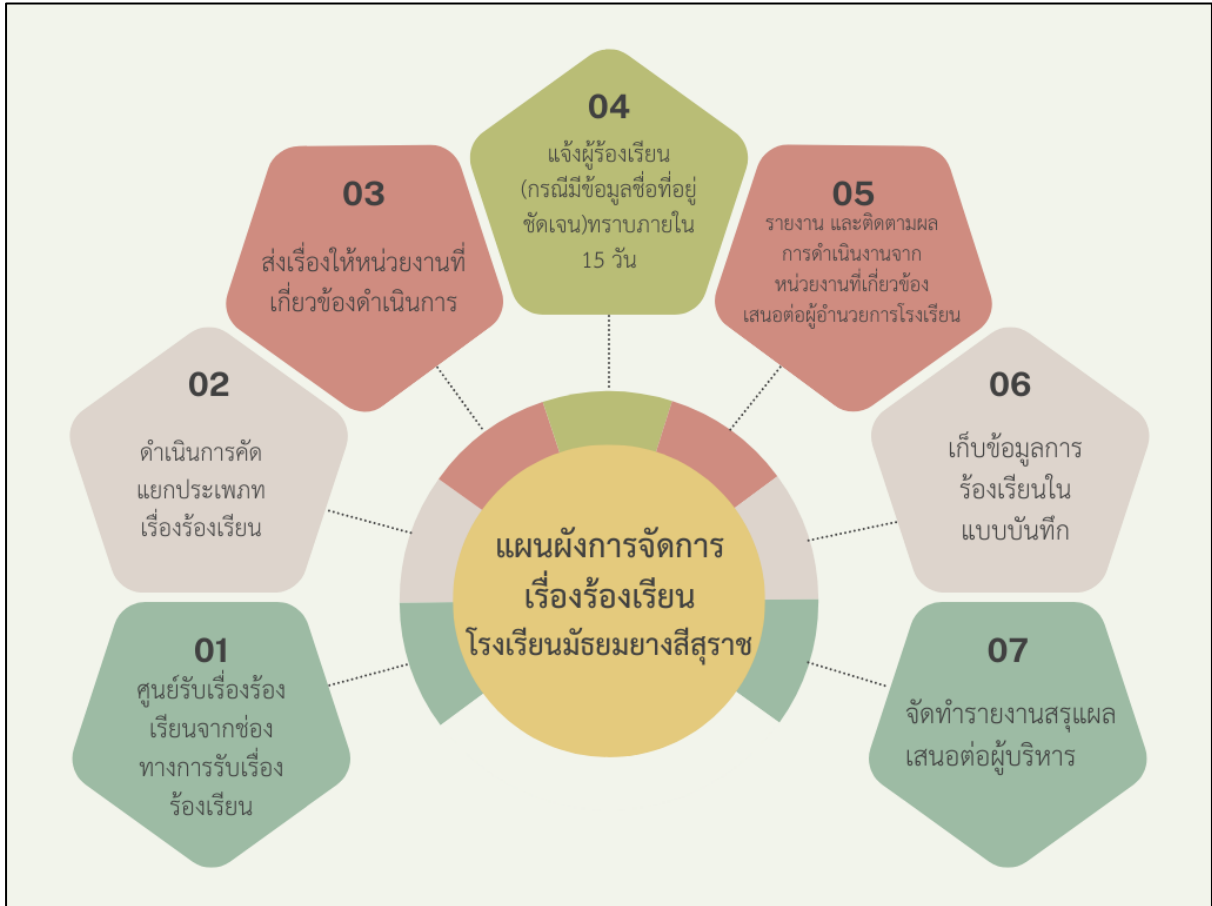 04
แจ้งผู้ร้องเรียน
(กรณีมีข้อมูลชื่อที่อยู่
ชัดเจน)ทราบภายใน
15 วัน
03
ส่งเรื่องให้หน่วยงานที่
เกี่ยวข้องดำเนินการ
05
รายงาน และติดตามผล
การดำเนินงานจาก
หน่วยงานที่เกี่ยวข้อง
เสนอต่อผู้อำนวยการโรงเรียน
02
ดำเนินการคัด
แยกประเพภท
เรื่องร้องเรียน
06
เก็บข้อมูลการ
ร้องเรียนใน
แบบบันทึก
แผนผังการจัดการ
เรื่องร้องเรียน
โรงเรียนมัธยมยางสีสุราช
01
ศูนย์รับเรื่องร้อง
เรียนจากช่อง
ทางการรับเรื่อง
ร้องเรียน
07
จัดทำรายงานสรุแผล
เสนอต่อผู้บริหาร